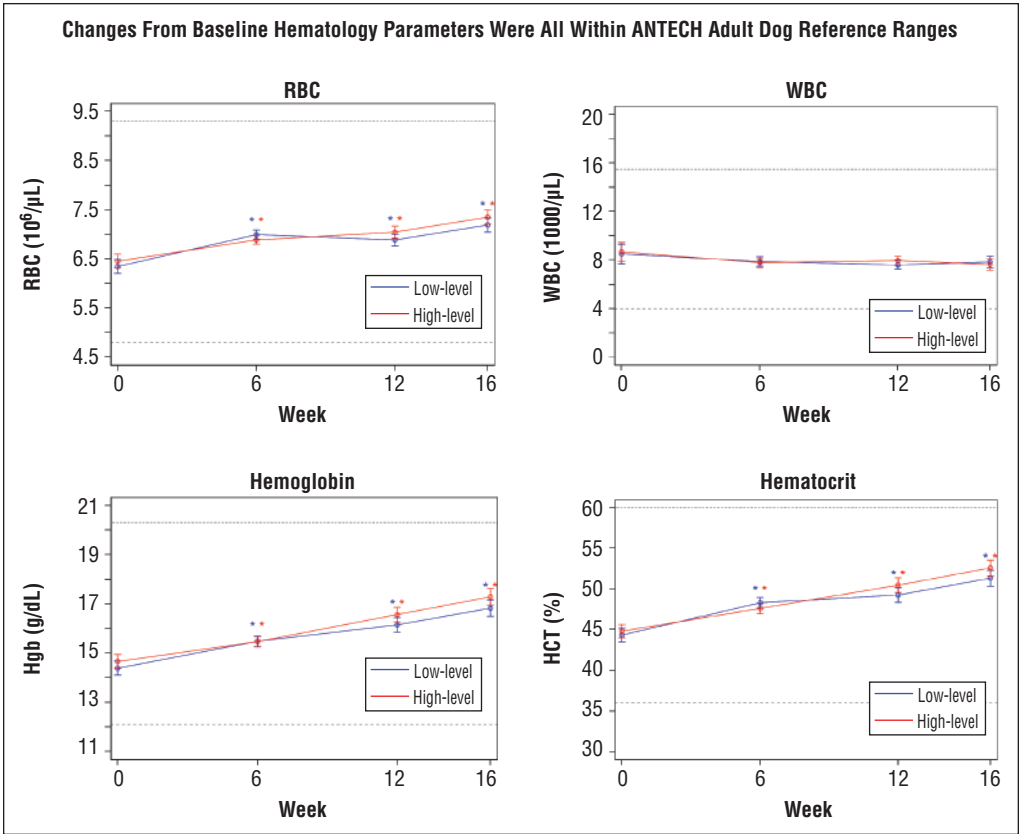 Changes From Baseline Hematology Parameters Were All Within ANTECH Adult Dog Reference Ranges
RBC
RBC (10⁶/µL)
9.5
8.5
7.5
6.5
5.5
4.5
* *
* *
* *
Low-level
High-level
0 6 12 16
Week
WBC
WBC (1000/µL)
20
16
12
8
4
0
Low-level
High-level
0 6 12 16
Week
Hemoglobin
Hgb (g/dL)
21
19
17
15
13
11
* *
* *
* *
Low-level
High-level
0 6 12 16
Week
Hematocrit
HCT (%)
60
55
50
45
40
35
30
* *
* *
* *
Low-level
High-level
0 6 12 16
Week